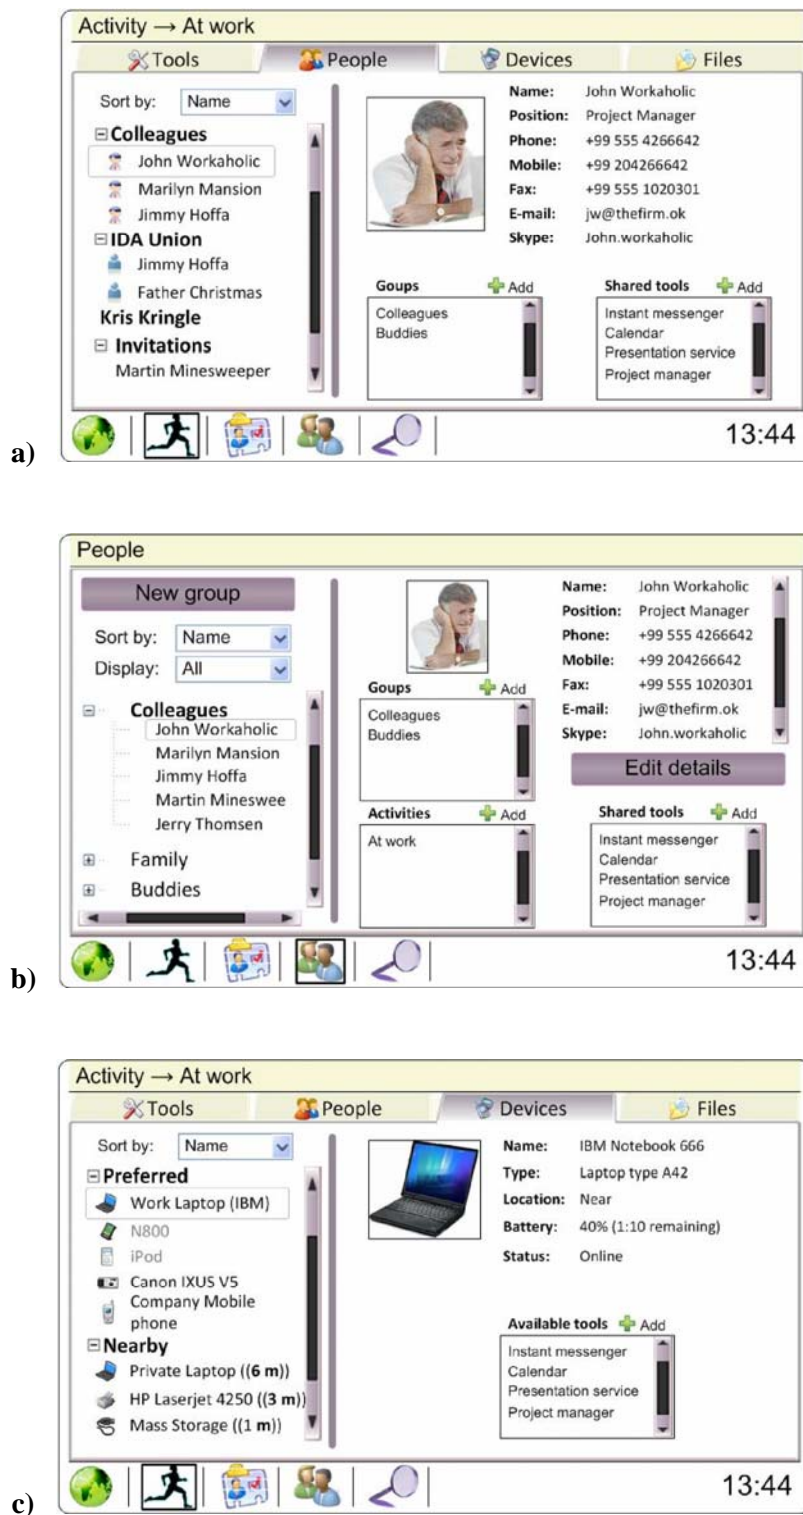 Activity → At work
Tools People Devices Files
Sort by: Name
Colleagues
John Workaholic
Marilyn Mansion
Jimmy Hoffa
IDA Union
Jimmy Hoffa
Father Christmas
Kris Kringle
Invitations
Martin Minesweeper
Name: John Workaholic
Position: Project Manager
Phone: +99 555 4266642
Mobile: +99 204266642
Fax: +99 555 1020301
E-mail: jw@thefirm.ok
Skype: John.workaholic
Goups Add
Colleagues
Buddies
Shared tools Add
Instant messenger
Calendar
Presentation service
Project manager
a)
13:44
People
New group
Sort by: Name
Display: All
Colleagues
John Workaholic
Marilyn Mansion
Jimmy Hoffa
Martin Mineswee
Jerry Thomsen
Family
Buddies
Goups Add
Colleagues
Buddies
Activities Add
At work
Name: John Workaholic
Position: Project Manager
Phone: +99 555 4266642
Mobile: +99 204266642
Fax: +99 555 1020301
E-mail: jw@thefirm.ok
Skype: John.workaholic
Edit details
Shared tools Add
Instant messenger
Calendar
Presentation service
Project manager
b)
13:44
Activity → At work
Tools People Devices Files
Sort by: Name
Preferred
Work Laptop (IBM)
N800
iPod
Canon IXUS V5
Company Mobile
phone
Nearby
Private Laptop ((6 m))
HP Laserjet 4250 ((3 m))
Mass Storage ((1 m))
Name: IBM Notebook 666
Type: Laptop type A42
Location: Near
Battery: 40% (1:10 remaining)
Status: Online
Available tools Add
Instant messenger
Calendar
Presentation service
Project manager
c)
13:44